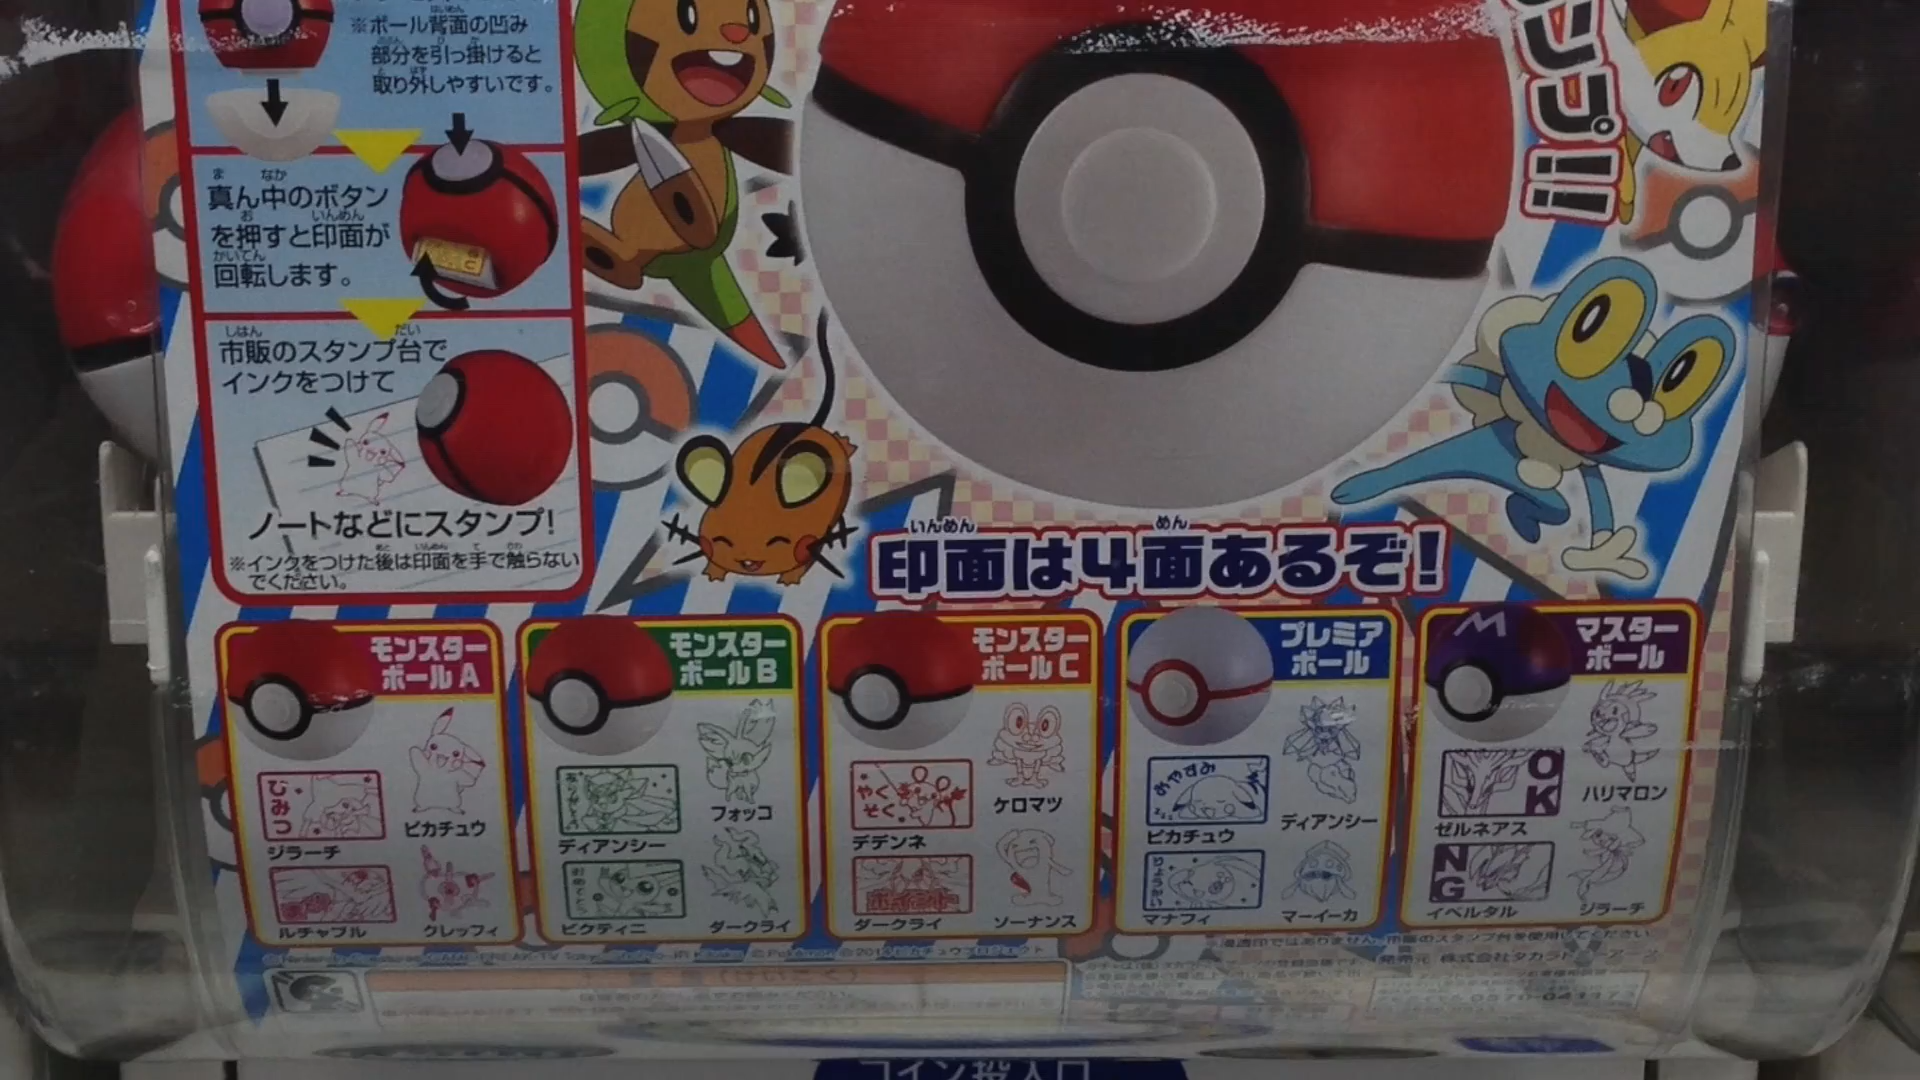 ※ボール背面の凹み
部分を引っ掛けると
取り外しやすいです。
真ん中のボタン
を押すと印面が
回転します。
市販のスタンプ台で
インクをつけて
ノートなどにスタンプ!
※インクをつけた後は印面を手で触らない
でください。
ンプ!!
印面は4面あるぞ!
モンスター
ボールA
ひみつ
ジラーチ
ピカチュウ
ルチャブル
クレッフィ
モンスター
ボールB
フォッコ
ディアンシー
ビクティニ
ダークライ
モンスター
ボールC
やく
そく
デデンネ
ケロマツ
ダークライ
ソーナンス
プレミア
ボール
おやすみ
ピカチュウ
ディアンシー
りょうかい
マナフィ
マーイーカ
マスター
ボール
OK
ゼルネアス
ハリマロン
NG
イベルタル
ジラーチ
コイン投入口